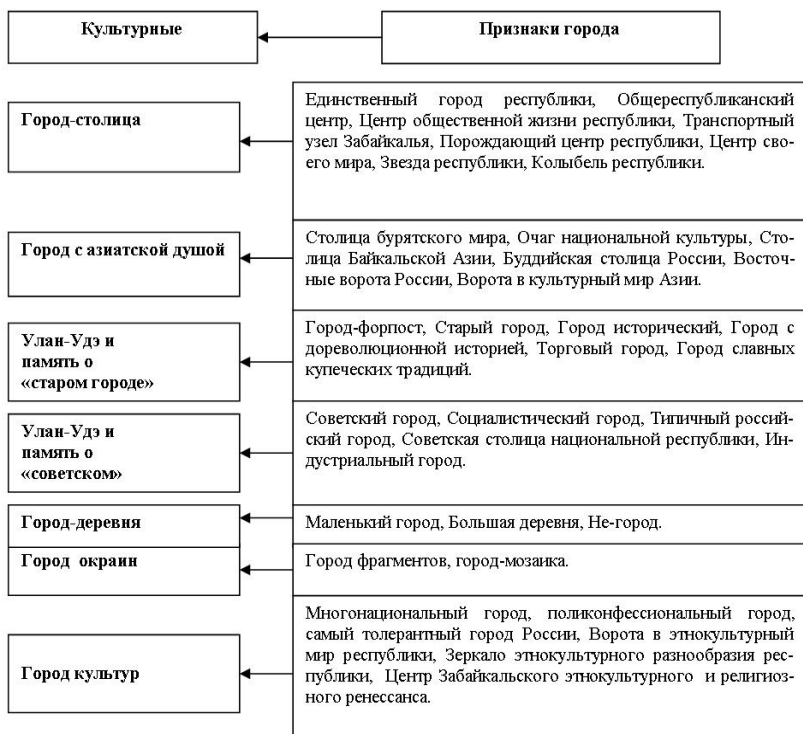 Культурные
Признаки города
Город-столица
Единственный город республики, Общереспубликанский
центр, Центр общественной жизни республики, Транспортный
узел Забайкалья, Порождающий центр республики, Центр сво-
его мира, Звезда республики, Колыбель республики.
Город с азиатской душой
Столица бурятского мира, Очаг национальной культуры, Сто-
лица Байкальской Азии, Буддийская столица России, Восточ-
ные ворота России, Ворота в культурный мир Азии.
Улан-Удэ и
память о
«старом городе»
Город-форпост, Старый город, Город исторический, Город с
дореволюционной историей, Торговый город, Город славных
купеческих традиций.
Улан-Удэ и
память о
«советском»
Советский город, Социалистический город, Типичный россий-
ский город, Советская столица национальной республики, Ин-
дустриальный город.
Город-деревня
Маленький город, Большая деревня, Не-город.
Город окраин
Город фрагментов, город-мозаика.
Город культур
Многонациональный город, поликонфессиональный город,
самый толерантный город России, Ворота в этнокультурный
мир республики, Зеркало этнокультурного разнообразия рес-
публики, Центр Забайкальского этнокультурного и религиоз-
ного ренессанса.